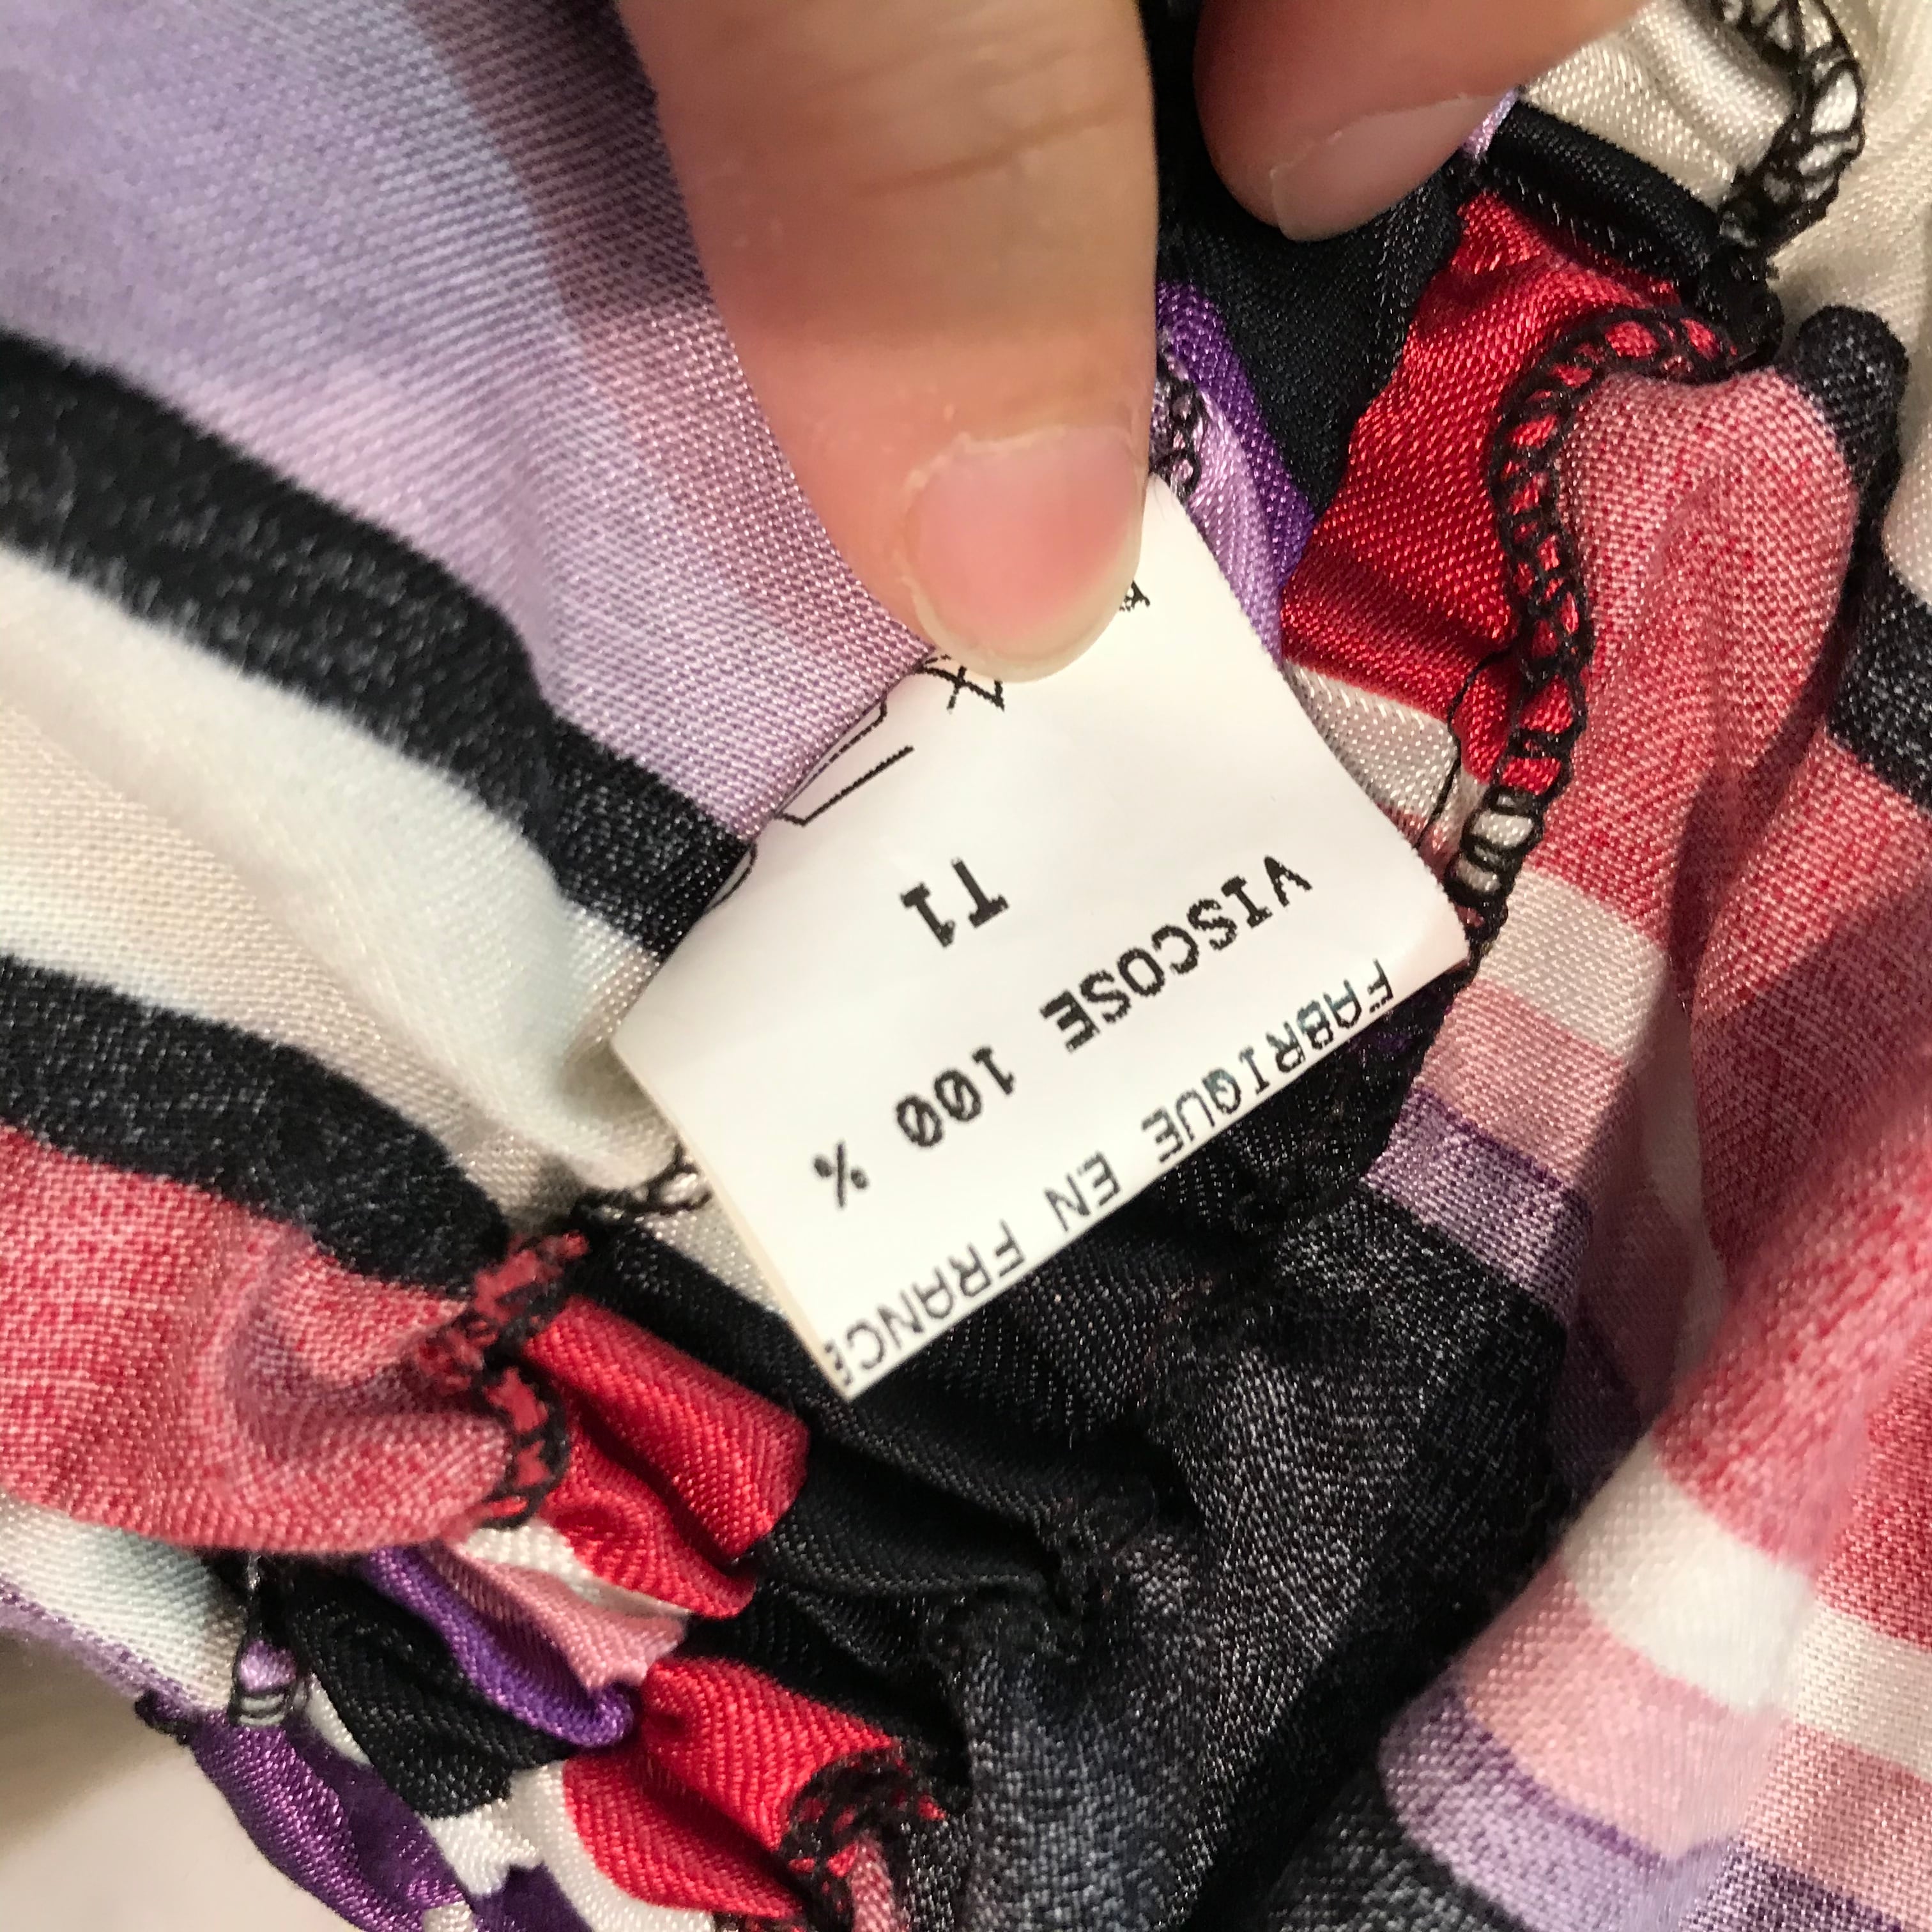 FABRIQUE EN FRANCE
VISCOSE 100 %
T1